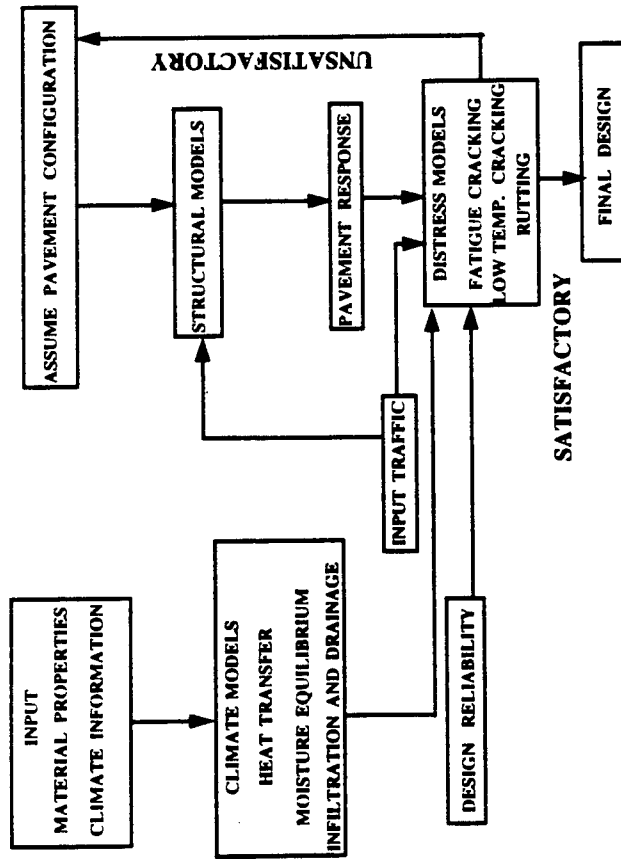 INPUT
MATERIAL PROPERTIES
CLIMATE INFORMATION
ASSUME PAVEMENT CONFIGURATION
CLIMATE MODELS
HEAT TRANSFER
MOISTURE EQUILIBRIUM
INFILTRATION AND DRAINAGE
STRUCTURAL MODELS
UNSATISFACTORY
INPUT TRAFFIC
PAVEMENT RESPONSE
DESIGN RELIABILITY
DISTRESS MODELS
FATIGUE CRACKING
LOW TEMP. CRACKING
RUTTING
SATISFACTORY
FINAL DESIGN